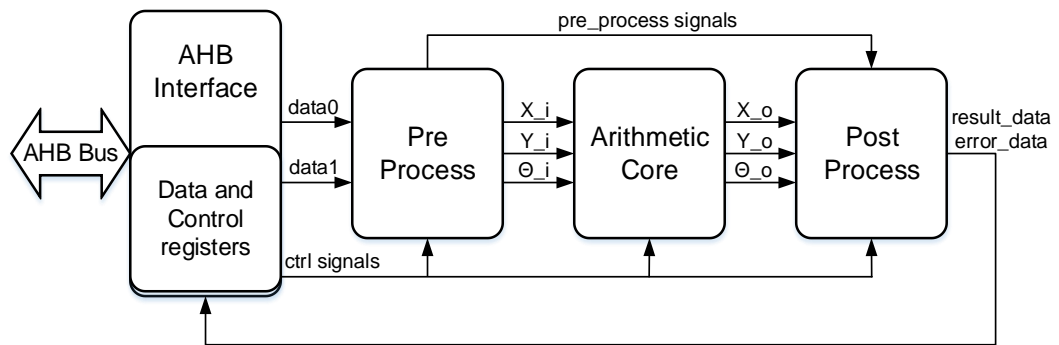 pre_process signals
AHB
Interface
AHB Bus
Data and
Control
registers
data0
data1
ctrl signals
Pre
Process
X_i
Y_i
Θ_i
Arithmetic
Core
X_o
Y_o
Θ_o
Post
Process
result_data
error_data